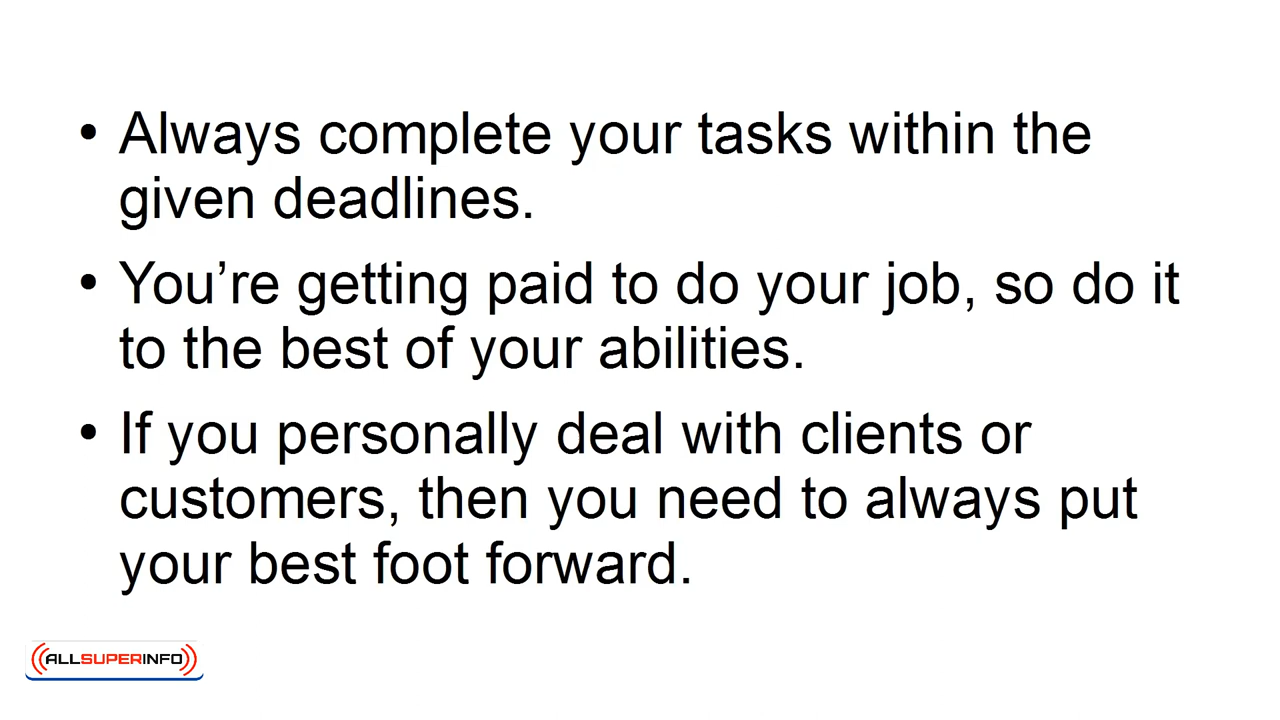 • Always complete your tasks within the
given deadlines.
• You’re getting paid to do your job, so do it
to the best of your abilities.
• If you personally deal with clients or
customers, then you need to always put
your best foot forward.
ALLSUPERINFO